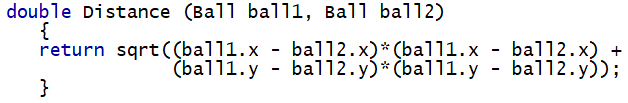 double Distance (Ball ball1, Ball ball2)
{
return sqrt((ball1.x - ball2.x)*(ball1.x - ball2.x) +
(ball1.y - ball2.y)*(ball1.y - ball2.y));
}